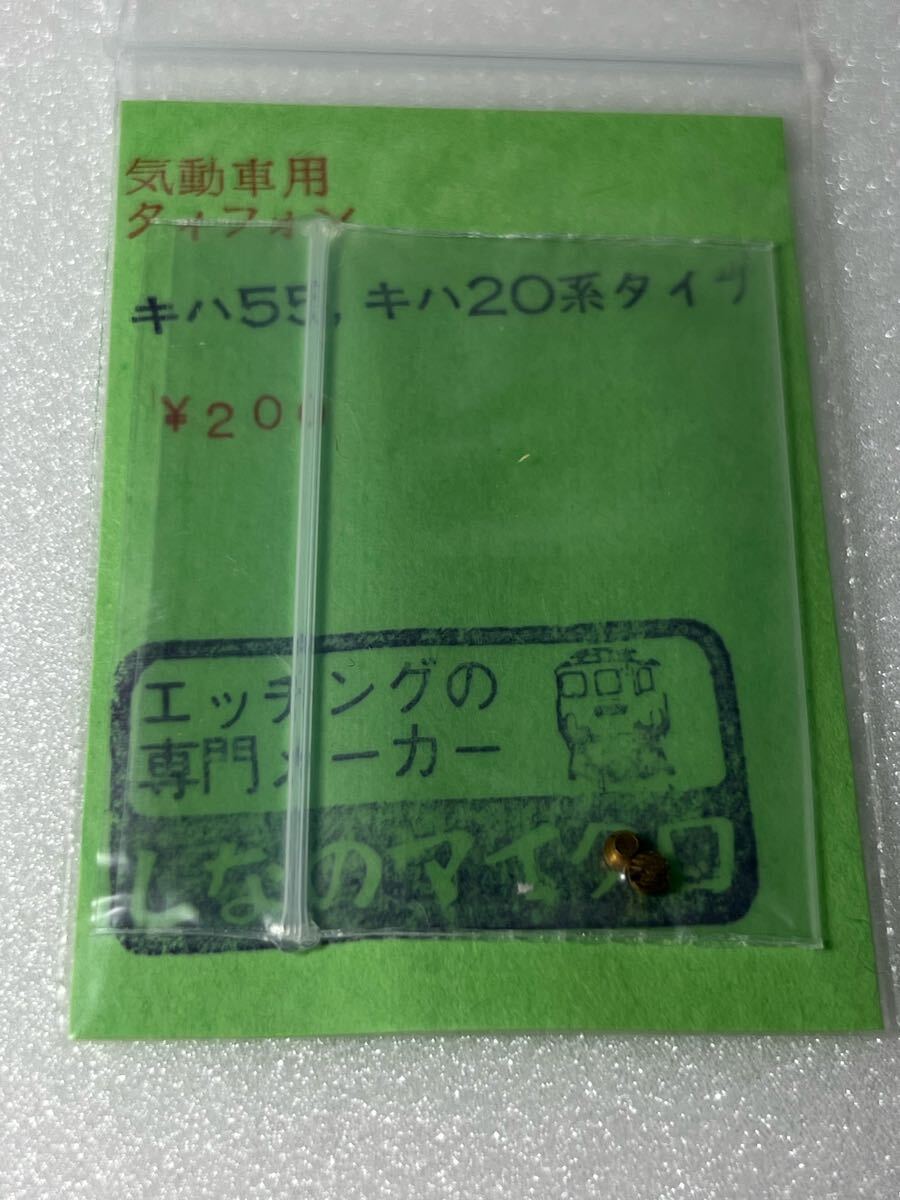 気動車用
タイフォン
キハ55,キハ20系タイプ
¥200
エッチングの
専門メーカー
しなのマイクロ